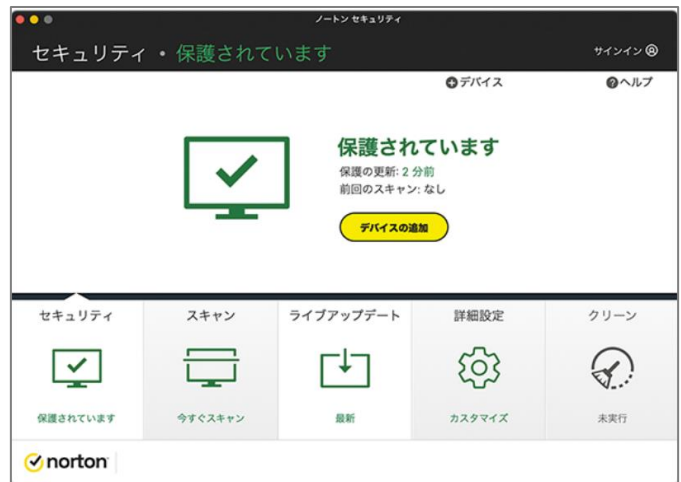 ノートン セキュリティ
セキュリティ • 保護されています
サインイン
デバイス
ヘルプ
保護されています
保護の更新: 2 分前
前回のスキャン: なし
デバイスの追加
セキュリティ
スキャン
ライブアップデート
詳細設定
クリーン
保護されています
今すぐスキャン
最新
カスタマイズ
未実行
norton